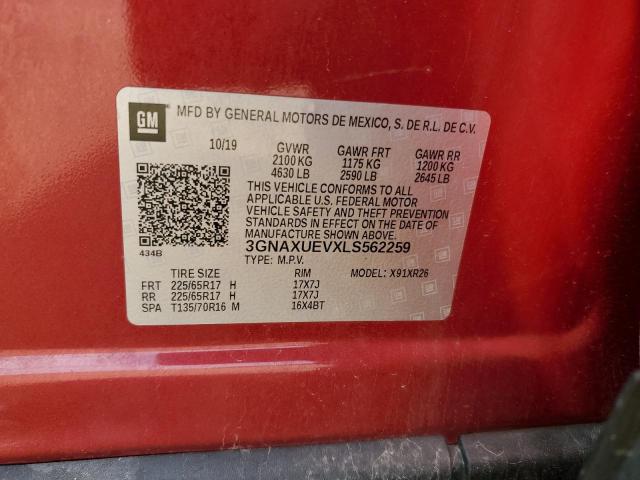 GM
MFD BY GENERAL MOTORS DE MEXICO, S. DE R.L. DE C.V.
10/19 GVWR GAWR FRT GAWR RR
2100 KG 1175 KG 1200 KG
4630 LB 2590 LB 2645 LB
THIS VEHICLE CONFORMS TO ALL
APPLICABLE U.S. FEDERAL MOTOR
VEHICLE SAFETY AND THEFT PREVENTION
STANDARDS IN EFFECT ON THE DATE OF
MANUFACTURE SHOWN ABOVE.
3GNAXUEVXLS562259
434B
TYPE: M.P.V. MODEL: X91XR26
TIRE SIZE RIM
FRT 225/65R17 H 17X7J
RR 225/65R17 H 17X7J
SPA T135/70R16 M 16X4BT